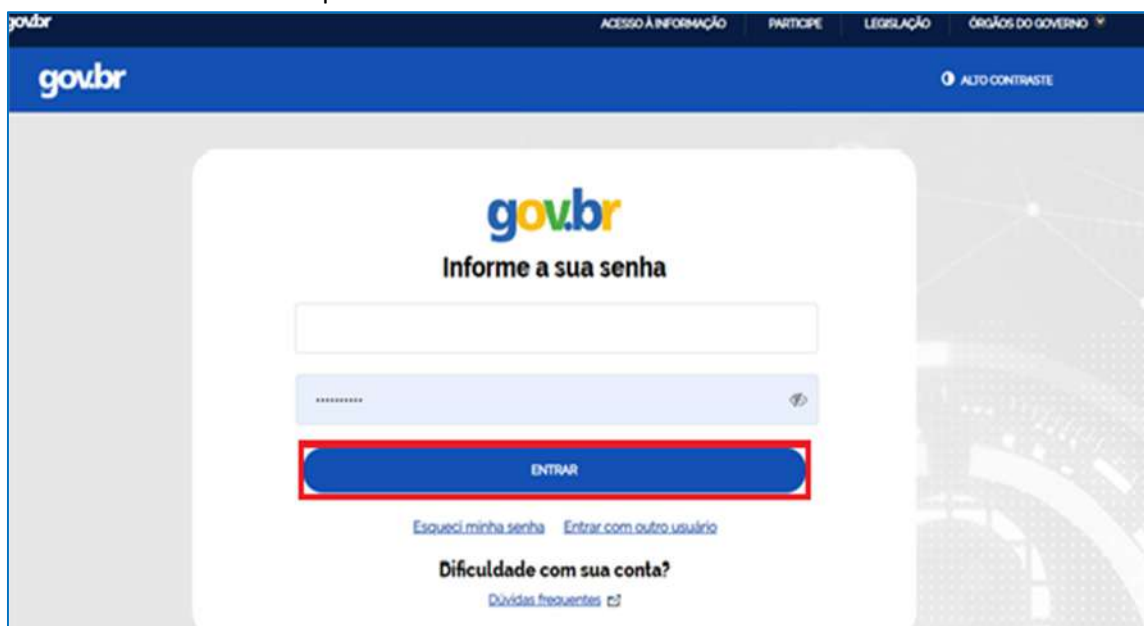 gov.br ACESSO À INFORMAÇÃO PARTICIPE LEGISLAÇÃO ÓRGÃOS DO GOVERNO
gov.br ALTO CONTRASTE
gov.br
Informe a sua senha
••••••••••
ENTRAR
Esqueci minha senha Entrar com outro usuário
Dificuldade com sua conta?
Dúvidas frequentes